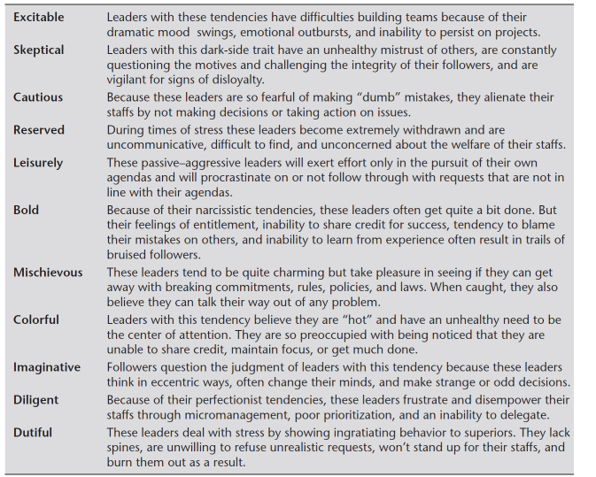 Excitable Leaders with these tendencies have difficulties building teams because of their
dramatic mood swings, emotional outbursts, and inability to persist on projects.
Skeptical Leaders with this dark-side trait have an unhealthy mistrust of others, are constantly
questioning the motives and challenging the integrity of their followers, and are
vigilant for signs of disloyalty.
Cautious Because these leaders are so fearful of making “dumb” mistakes, they alienate their
staffs by not making decisions or taking action on issues.
Reserved During times of stress these leaders become extremely withdrawn and are
uncommunicative, difficult to find, and unconcerned about the welfare of their staffs.
Leisurely These passive–aggressive leaders will exert effort only in the pursuit of their own
agendas and will procrastinate on or not follow through with requests that are not in
line with their agendas.
Bold Because of their narcissistic tendencies, these leaders often get quite a bit done. But
their feelings of entitlement, inability to share credit for success, tendency to blame
their mistakes on others, and inability to learn from experience often result in trails of
bruised followers.
Mischievous These leaders tend to be quite charming but take pleasure in seeing if they can get
away with breaking commitments, rules, policies, and laws. When caught, they also
believe they can talk their way out of any problem.
Colorful Leaders with this tendency believe they are “hot” and have an unhealthy need to be
the center of attention. They are so preoccupied with being noticed that they are
unable to share credit, maintain focus, or get much done.
Imaginative Followers question the judgment of leaders with this tendency because these leaders
think in eccentric ways, often change their minds, and make strange or odd decisions.
Diligent Because of their perfectionist tendencies, these leaders frustrate and disempower their
staffs through micromanagement, poor prioritization, and an inability to delegate.
Dutiful These leaders deal with stress by showing ingratiating behavior to superiors. They lack
spines, are unwilling to refuse unrealistic requests, won’t stand up for their staffs, and
burn them out as a result.